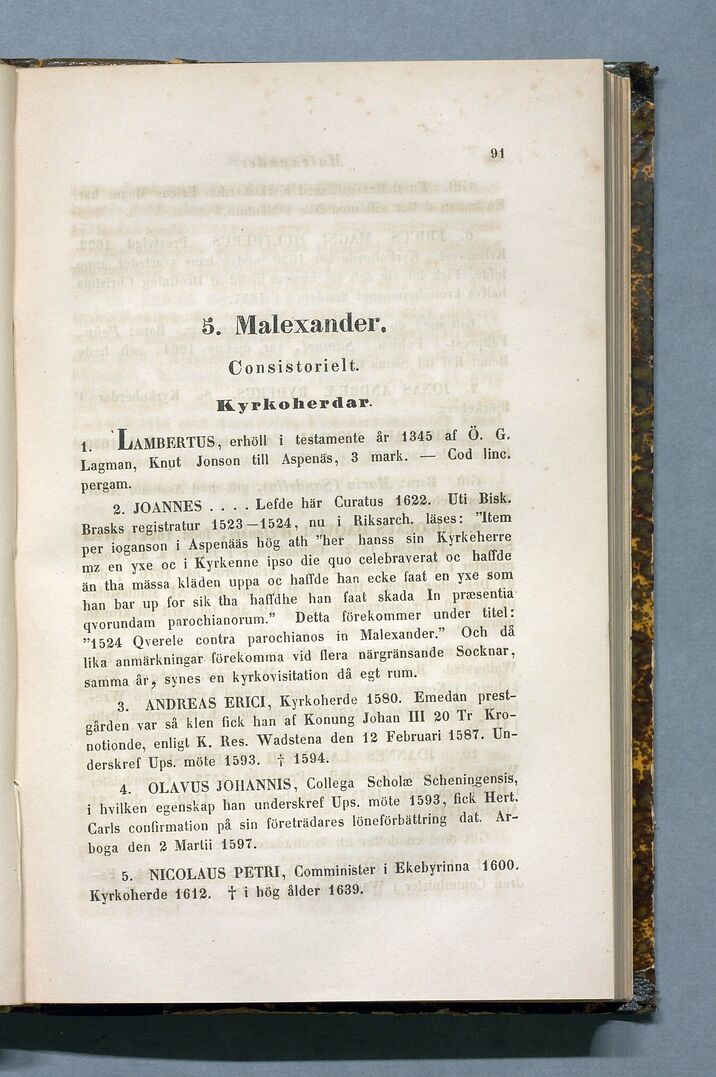 91
5. Malexander.
Consistorielt.
Kyrkoherdar.
1. LAMBERTUS, erhöll i testamente år 1345 af Ö. G.
Lagman, Knut Jonson till Aspenäs, 3 mark. — Cod linc.
pergam.
2. JOANNES . . . . Lefde här Curatus 1622. Uti Bisk.
Brasks registratur 1523—1524, nu i Riksarch. läses: "Item
per ioganson i Aspenääs hög ath "her hanss sin Kyrkeherre
mz en yxe oc i Kyrkenne ipso die quo celebraverat oc haffde
än tha mässa kläden uppa oc haffde han ecke faat en yxe som
han bar up for sik tha haffdhe han faat skada In præsentia
qvorundam parochianorum." Detta förekommer under titel:
"1524 Qverele contra parochianos in Malexander." Och då
lika anmärkningar förekomma vid flera närgränsande Socknar,
samma år, synes en kyrkovisitation då egt rum.
3. ANDREAS ERICI, Kyrkoherde 1580. Emedan prest-
gården var så klen fick han af Konung Johan III 20 Tr Kro-
notionde, enligt K. Res. Wadstena den 12 Februari 1587. Un-
derskref Ups. möte 1593. † 1594.
4. OLAVUS JOHANNIS, Collega Scholæ Scheningensis,
i hvilken egenskap han underskref Ups. möte 1593, fick Hert.
Carls confirmation på sin företrädares löneförbättring dat. Ar-
boga den 2 Martii 1597.
5. NICOLAUS PETRI, Comminister i Ekebyrinna 1600.
Kyrkoherde 1612. † i hög ålder 1639.